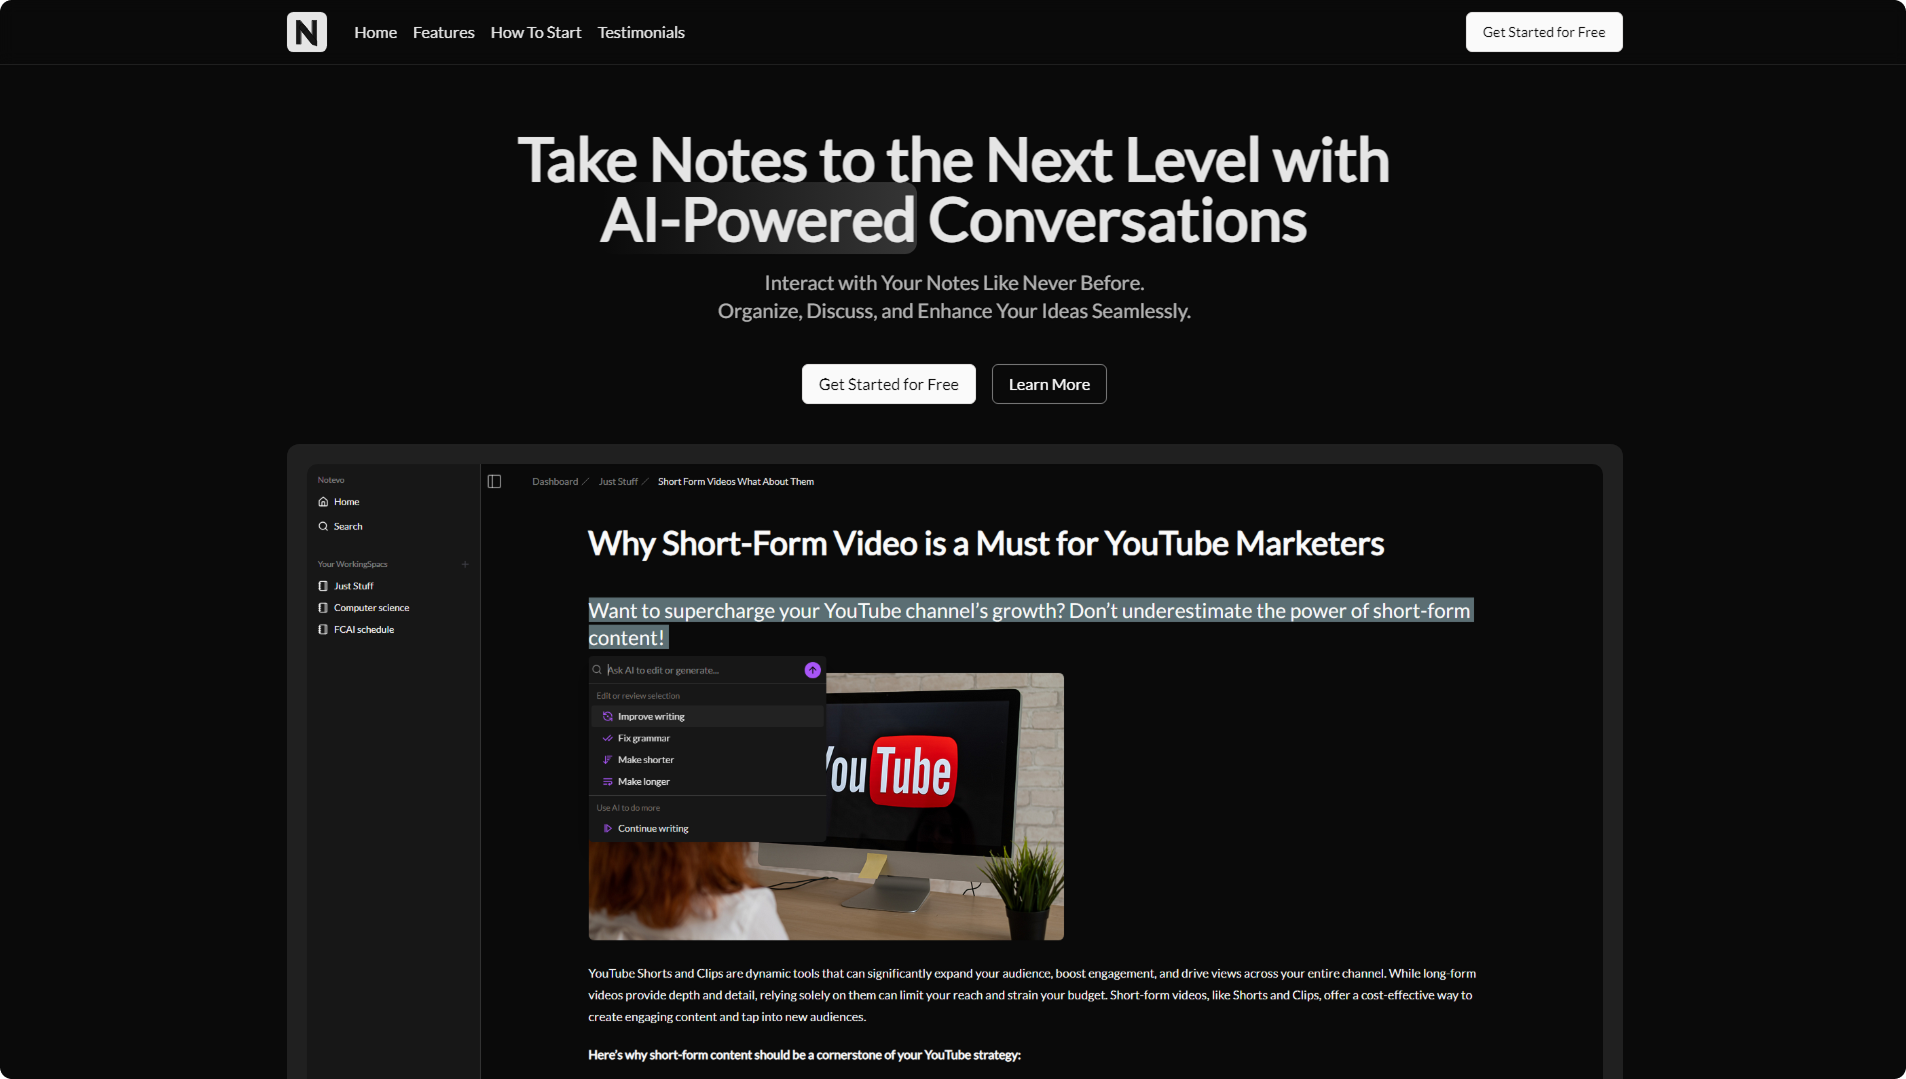 N
Home
Features
How To Start
Testimonials
Get Started for Free
Take Notes to the Next Level with
AI-Powered Conversations
Interact with Your Notes Like Never Before.
Organize, Discuss, and Enhance Your Ideas Seamlessly.
Get Started for Free
Learn More
Notevo
Home
Search
Your WorkingSpacs
Just Stuff
Computer science
FCAI schedule
Dashboard / Just Stuff / Short Form Videos What About Them
Why Short-Form Video is a Must for YouTube Marketers
Want to supercharge your YouTube channel’s growth? Don’t underestimate the power of short-form
content!
Ask AI to edit or generate...
Edit or review selection
Improve writing
Fix grammar
Make shorter
Make longer
Use AI to do more
Continue writing
YouTube
YouTube Shorts and Clips are dynamic tools that can significantly expand your audience, boost engagement, and drive views across your entire channel. While long-form
videos provide depth and detail, relying solely on them can limit your reach and strain your budget. Short-form videos, like Shorts and Clips, offer a cost-effective way to
create engaging content and tap into new audiences.
Here’s why short-form content should be a cornerstone of your YouTube strategy: